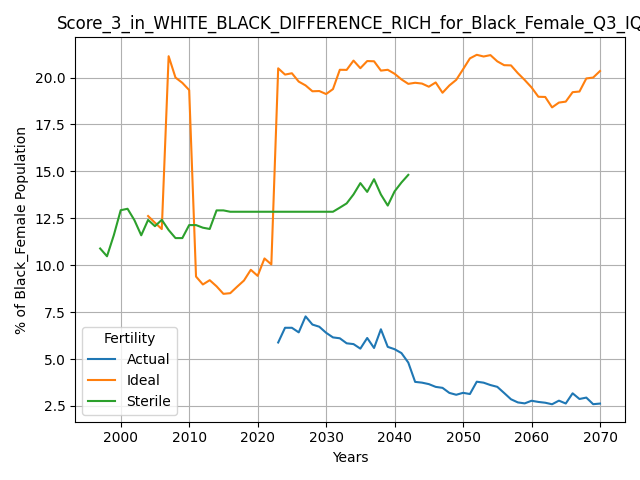 Score_3_in_WHITE_BLACK_DIFFERENCE_RICH_for_Black_Female_Q3_IQ
% of Black_Female Population
20.0
17.5
15.0
12.5
10.0
7.5
5.0
2.5
Fertility
Actual
Ideal
Sterile
2000 2010 2020 2030 2040 2050 2060 2070
Years